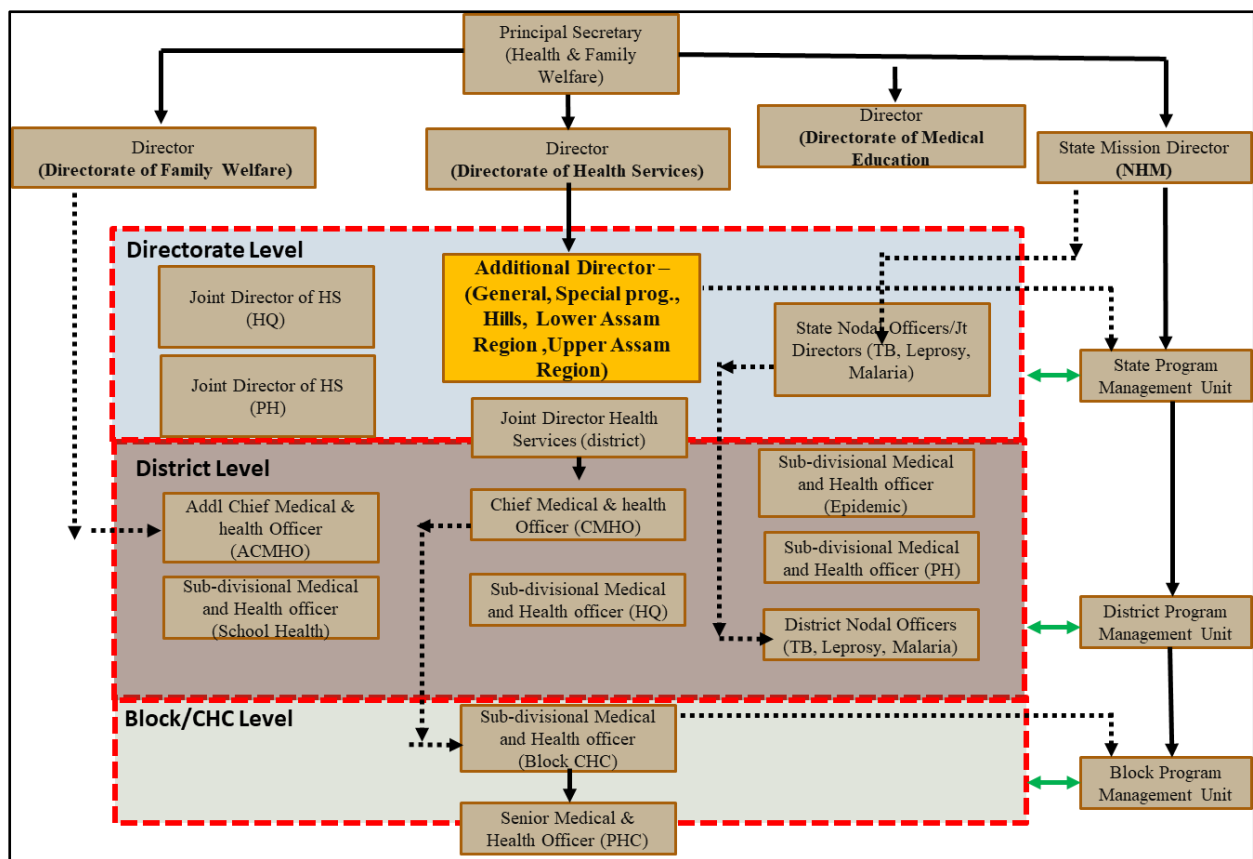 Principal Secretary
(Health & Family
Welfare)
Director
(Directorate of Family Welfare)
Director
(Directorate of Health Services)
Director
(Directorate of Medical
Education
State Mission Director
(NHM)
Directorate Level
Joint Director of HS
(HQ)
Joint Director of HS
(PH)
Additional Director –
(General, Special prog.,
Hills, Lower Assam
Region ,Upper Assam
Region)
State Nodal Officers/Jt
Directors (TB, Leprosy,
Malaria)
State Program
Management Unit
Joint Director Health
Services (district)
District Level
Addl Chief Medical &
health Officer
(ACMHO)
Sub-divisional Medical
and Health officer
(School Health)
Chief Medical & health
Officer (CMHO)
Sub-divisional Medical
and Health officer (HQ)
Sub-divisional Medical
and Health officer
(Epidemic)
Sub-divisional Medical
and Health officer (PH)
District Nodal Officers
(TB, Leprosy, Malaria)
District Program
Management Unit
Block/CHC Level
Sub-divisional Medical
and Health officer
(Block CHC)
Senior Medical &
Health Officer (PHC)
Block Program
Management Unit